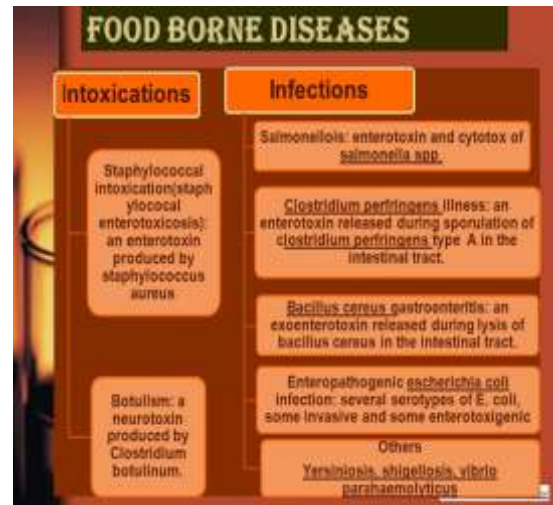 FOOD BORNE DISEASES
Intoxications
Staphylococcal
intoxication(staph
ylococal
enterotoxicosis):
an enterotoxin
produced by
staphylococcus
aureus
Botulism: a
neurotoxin
produced by
Clostridium
botulinum.
Infections
Salmonellois: enterotoxin and cytotox of
salmonella spp.
Clostridium perfringens illness: an
enterotoxin released during sporulation of
clostridium perfringens type A in the
intestinal tract.
Bacillus cereus gastroenteritis: an
exoenterotoxin released during lysis of
bacillus cereus in the intestinal tract.
Enteropathogenic escherichia coli
infection: several serotypes of E. coli,
some invasive and some enterotoxigenic
Others
Yersiniosis, shigellosis, vibrio
parahaemolyticus